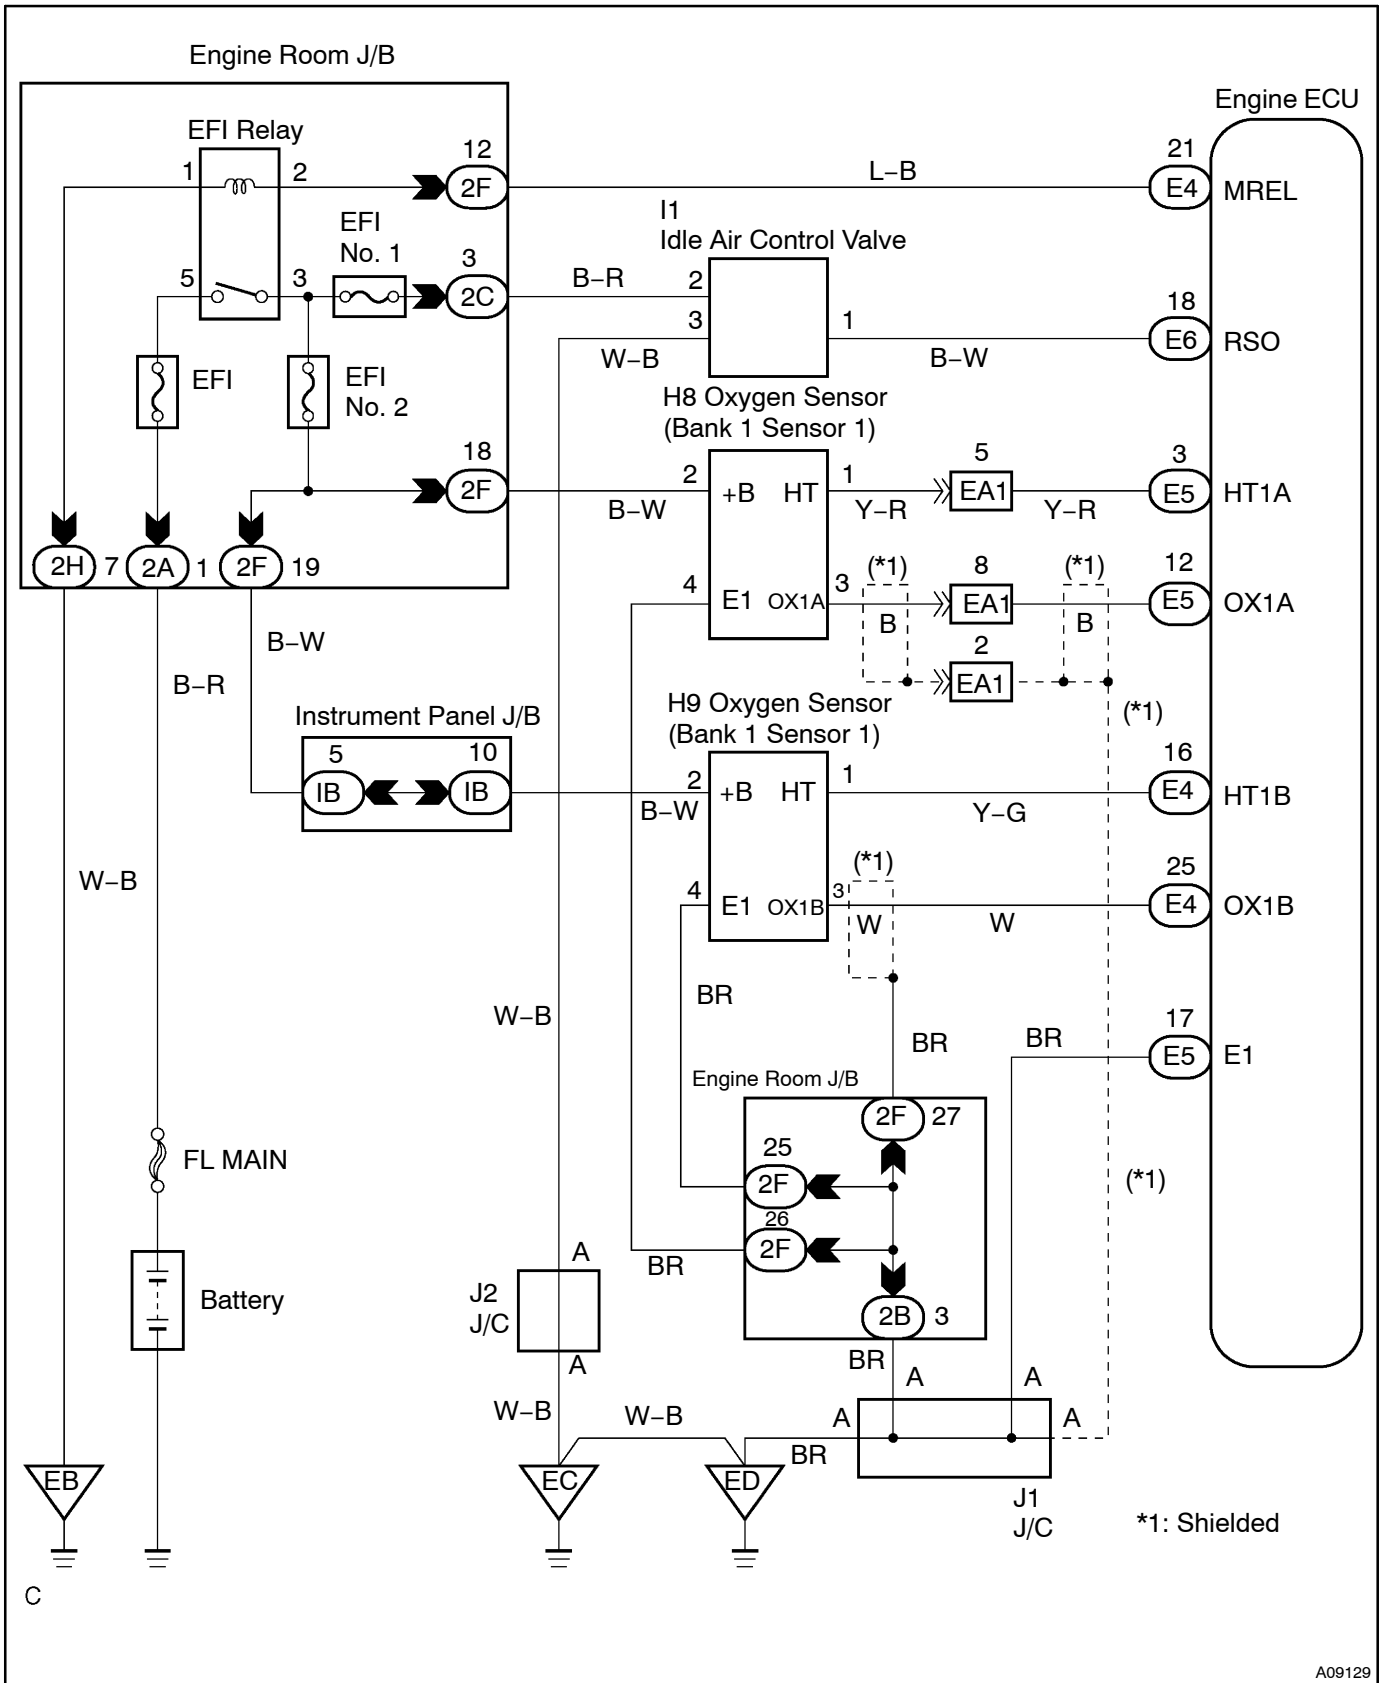 Engine Room J/B
Engine ECU
EFI Relay
1
2
12
2F
L–B
21
E4
MREL
EFI
No. 1
I1
Idle Air Control Valve
5
3
3
2C
B–R
2
3
W–B
1
B–W
18
E6
RSO
EFI
EFI
No. 2
H8 Oxygen Sensor
(Bank 1 Sensor 1)
18
2F
B–W
2
+B
HT
1
Y–R
5
EA1
Y–R
3
E5
HT1A
2H
7
2A
1
2F
19
4
E1
OX1A
3
(*1)
B
8
EA1
(*1)
B
12
E5
OX1A
2
EA1
(*1)
B–W
B–R
Instrument Panel J/B
5
IB
10
IB
H9 Oxygen Sensor
(Bank 1 Sensor 1)
2
B–W
+B
HT
1
Y–G
16
E4
HT1B
W–B
4
E1
OX1B
3
(*1)
W
W
25
E4
OX1B
BR
W–B
BR
BR
17
E5
E1
Engine Room J/B
2F
27
25
2F
26
2F
BR
2B
3
(*1)
FL MAIN
Battery
A
J2
J/C
A
W–B
W–B
BR
A
A
A
A
BR
J1
J/C
EB
EC
ED
*1: Shielded
C
A09129